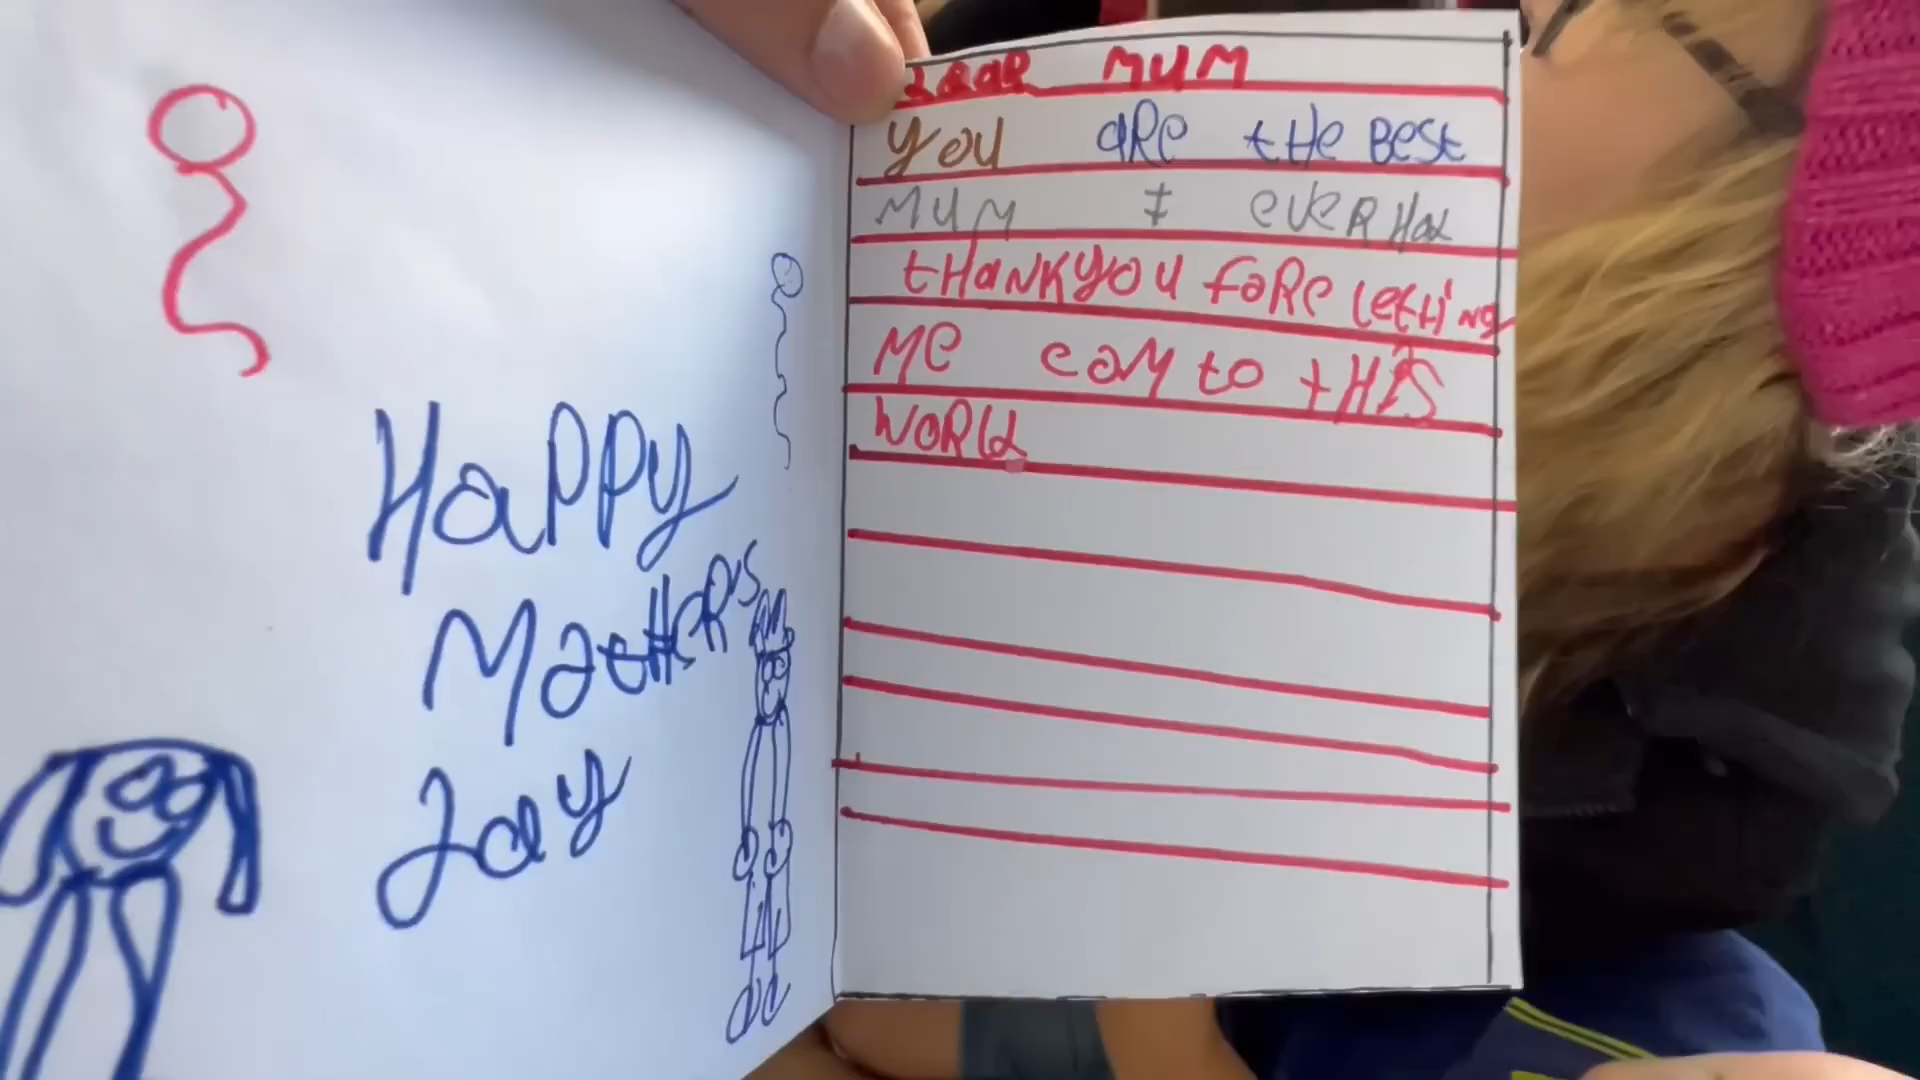 Happy
Mathers
Day
Dear Mum
you are the Best
Mum I ever Had
thankyou fore letting
me com to this
world